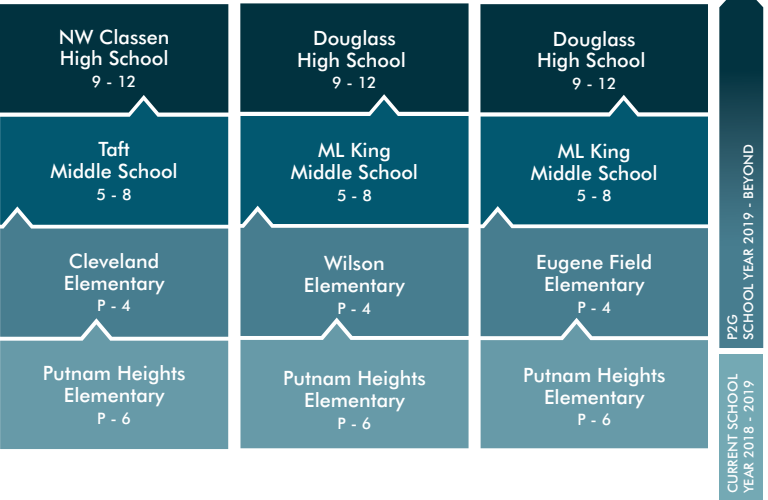 NW Classen
High School
9 - 12
Taft
Middle School
5 - 8
Cleveland
Elementary
P - 4
Putnam Heights
Elementary
P - 6
Douglass
High School
9 - 12
ML King
Middle School
5 - 8
Wilson
Elementary
P - 4
Putnam Heights
Elementary
P - 6
Douglass
High School
9 - 12
ML King
Middle School
5 - 8
Eugene Field
Elementary
P - 4
Putnam Heights
Elementary
P - 6
P2G
SCHOOL YEAR 2019 - BEYOND
CURRENT SCHOOL
YEAR 2018 - 2019